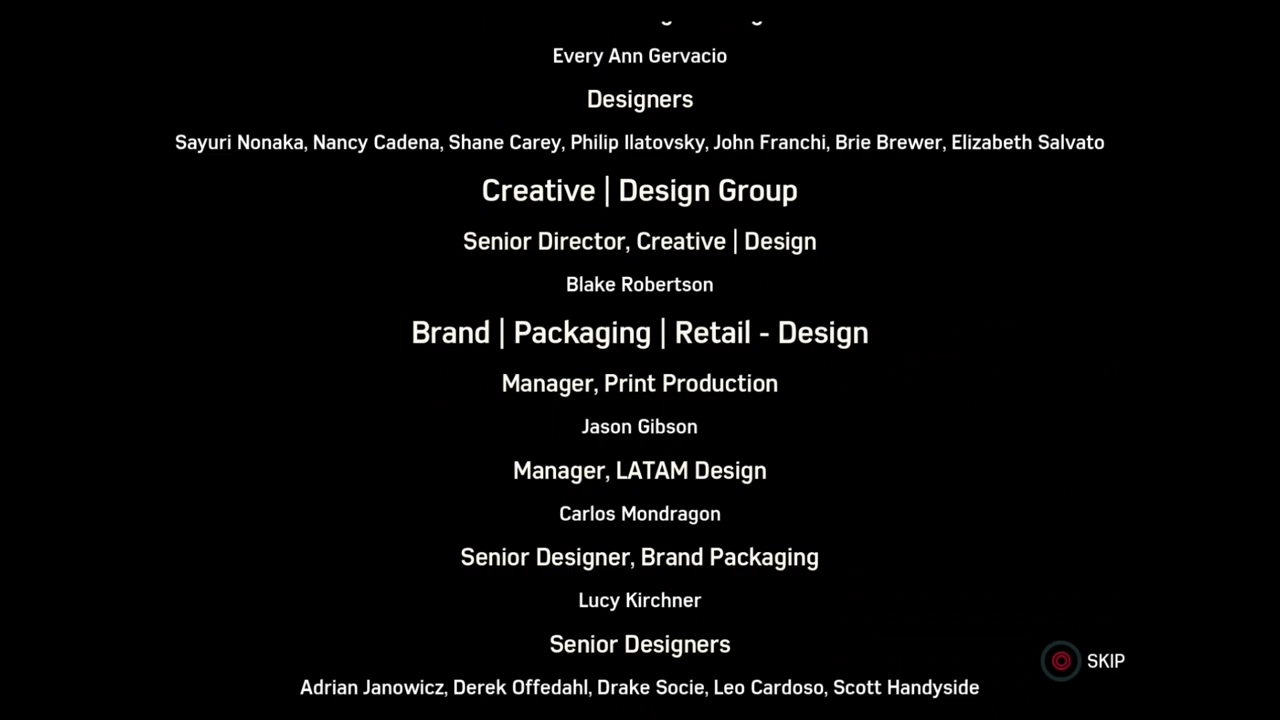 Every Ann Gervacio
Designers
Sayuri Nonaka, Nancy Cadena, Shane Carey, Philip Ilatovsky, John Franchi, Brie Brewer, Elizabeth Salvato
Creative | Design Group
Senior Director, Creative | Design
Blake Robertson
Brand | Packaging | Retail - Design
Manager, Print Production
Jason Gibson
Manager, LATAM Design
Carlos Mondragon
Senior Designer, Brand Packaging
Lucy Kirchner
Senior Designers
SKIP
Adrian Janowicz, Derek Offedahl, Drake Socie, Leo Cardoso, Scott Handyside